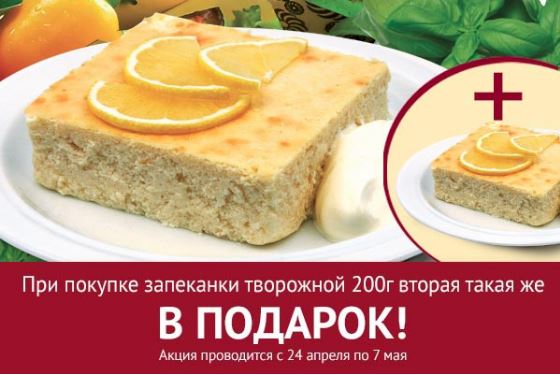 При покупке запеканки творожной 200г вторая такая же
В ПОДАРОК!
Акция проводится с 24 апреля по 7 мая